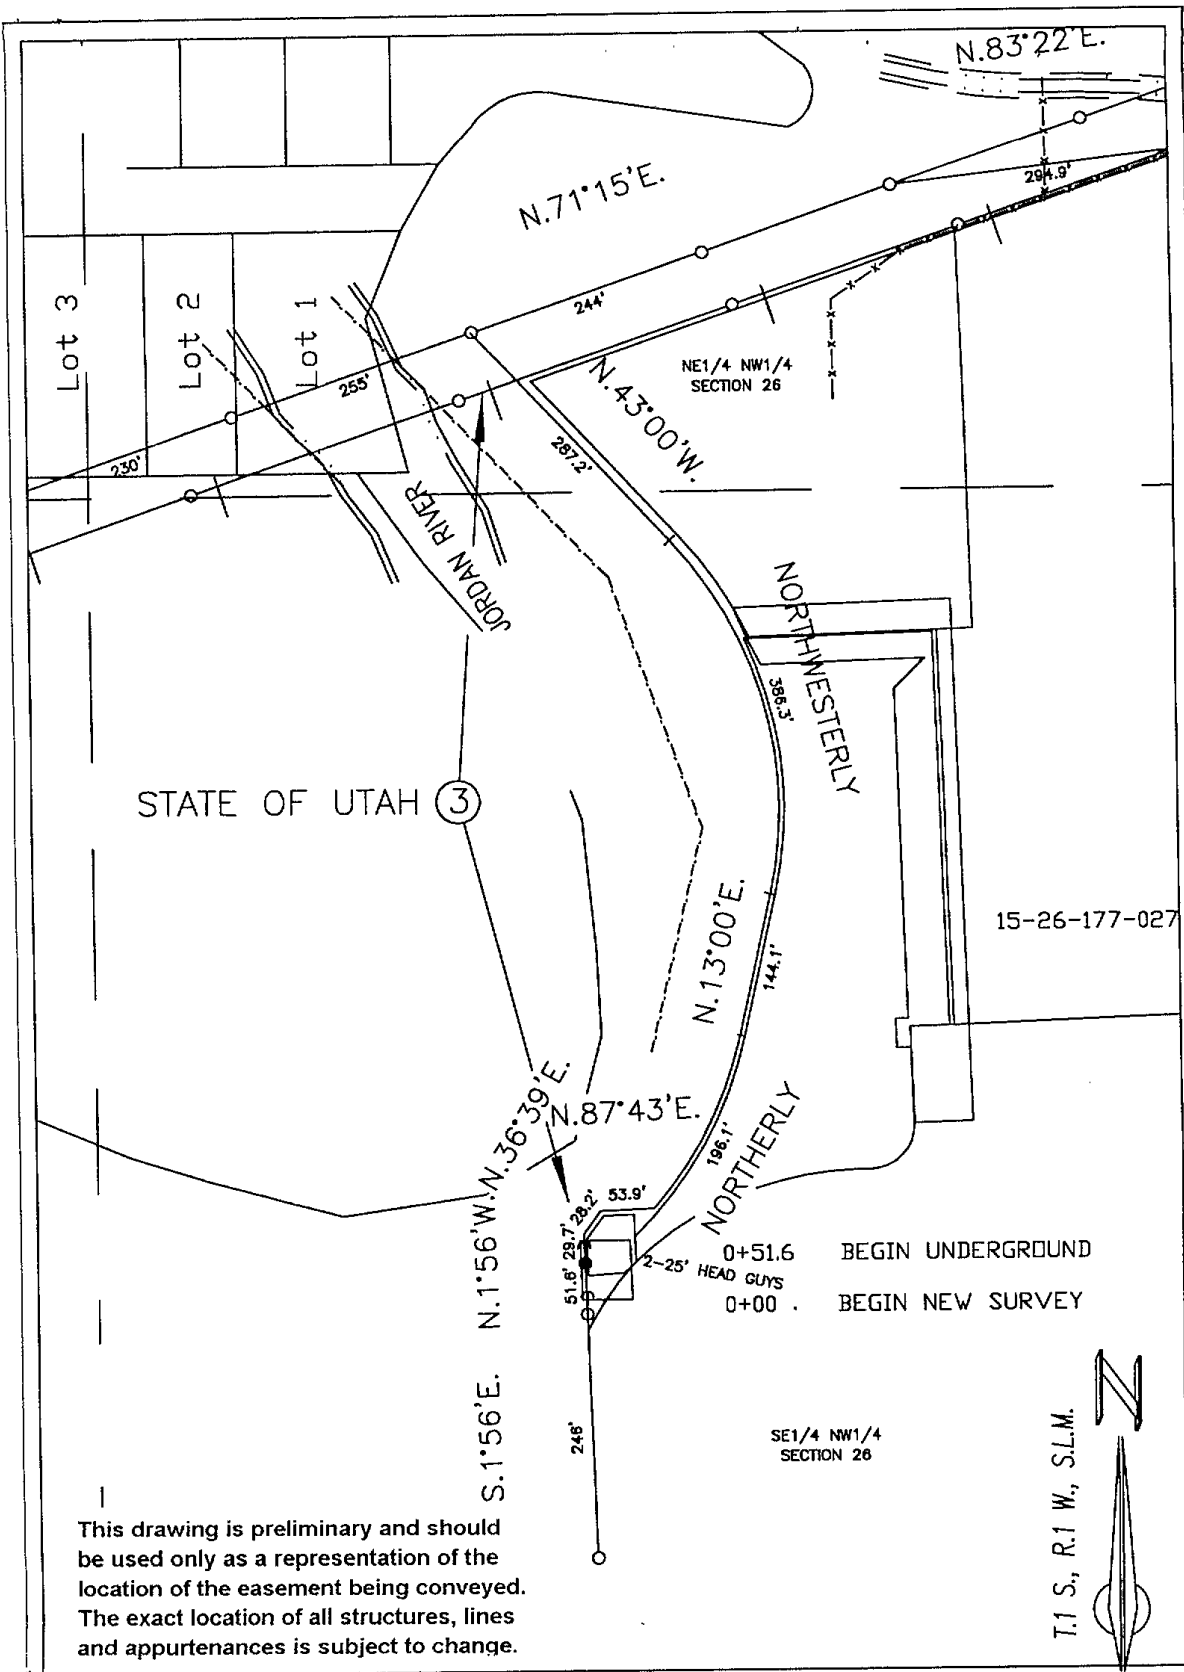 N.83°22'E.
N.71°15'E.
294.9'
244'
255'
230'
Lot 3
Lot 2
Lot 1
NE1/4 NW1/4
SECTION 26
N.43°00'W.
287.2'
JORDAN RIVER
NORTHWESTERLY
386.3'
STATE OF UTAH 3
15-26-177-027
N.13°00'E.
144.1'
N.36°39'E.
N.87°43'E.
196.1'
NORTHERLY
53.9'
28.2'
29.7'
51.6'
N.1°56'W.
2-25' HEAD GUYS
0+51.6 BEGIN UNDERGROUND
0+00 . BEGIN NEW SURVEY
S.1°56'E.
246'
SE1/4 NW1/4
SECTION 26
N
T.1 S., R.1 W., S.L.M.
This drawing is preliminary and should
be used only as a representation of the
location of the easement being conveyed.
The exact location of all structures, lines
and appurtenances is subject to change.